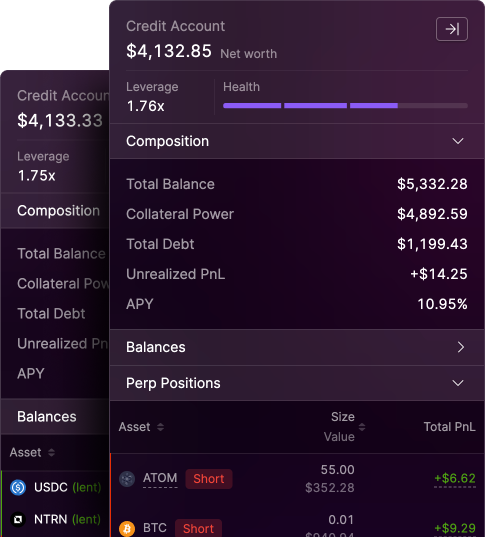 Credit Account
$4,132.85 Net worth
Leverage
1.76x
Health
Composition
Total Balance $5,332.28
Collateral Power $4,892.59
Total Debt $1,199.43
Unrealized PnL +$14.25
APY 10.95%
Balances
Perp Positions
Asset Size Total PnL
Value
ATOM Short 55.00 +$6.62
$352.28
BTC Short 0.01 +$9.29
Credit Accoun
$4,133.33
Leverage
1.75x
Composition
Total Balance
Collateral Pow
Total Debt
Unrealized Pn
APY
Balances
Asset
USDC (lent)
NTRN (lent)